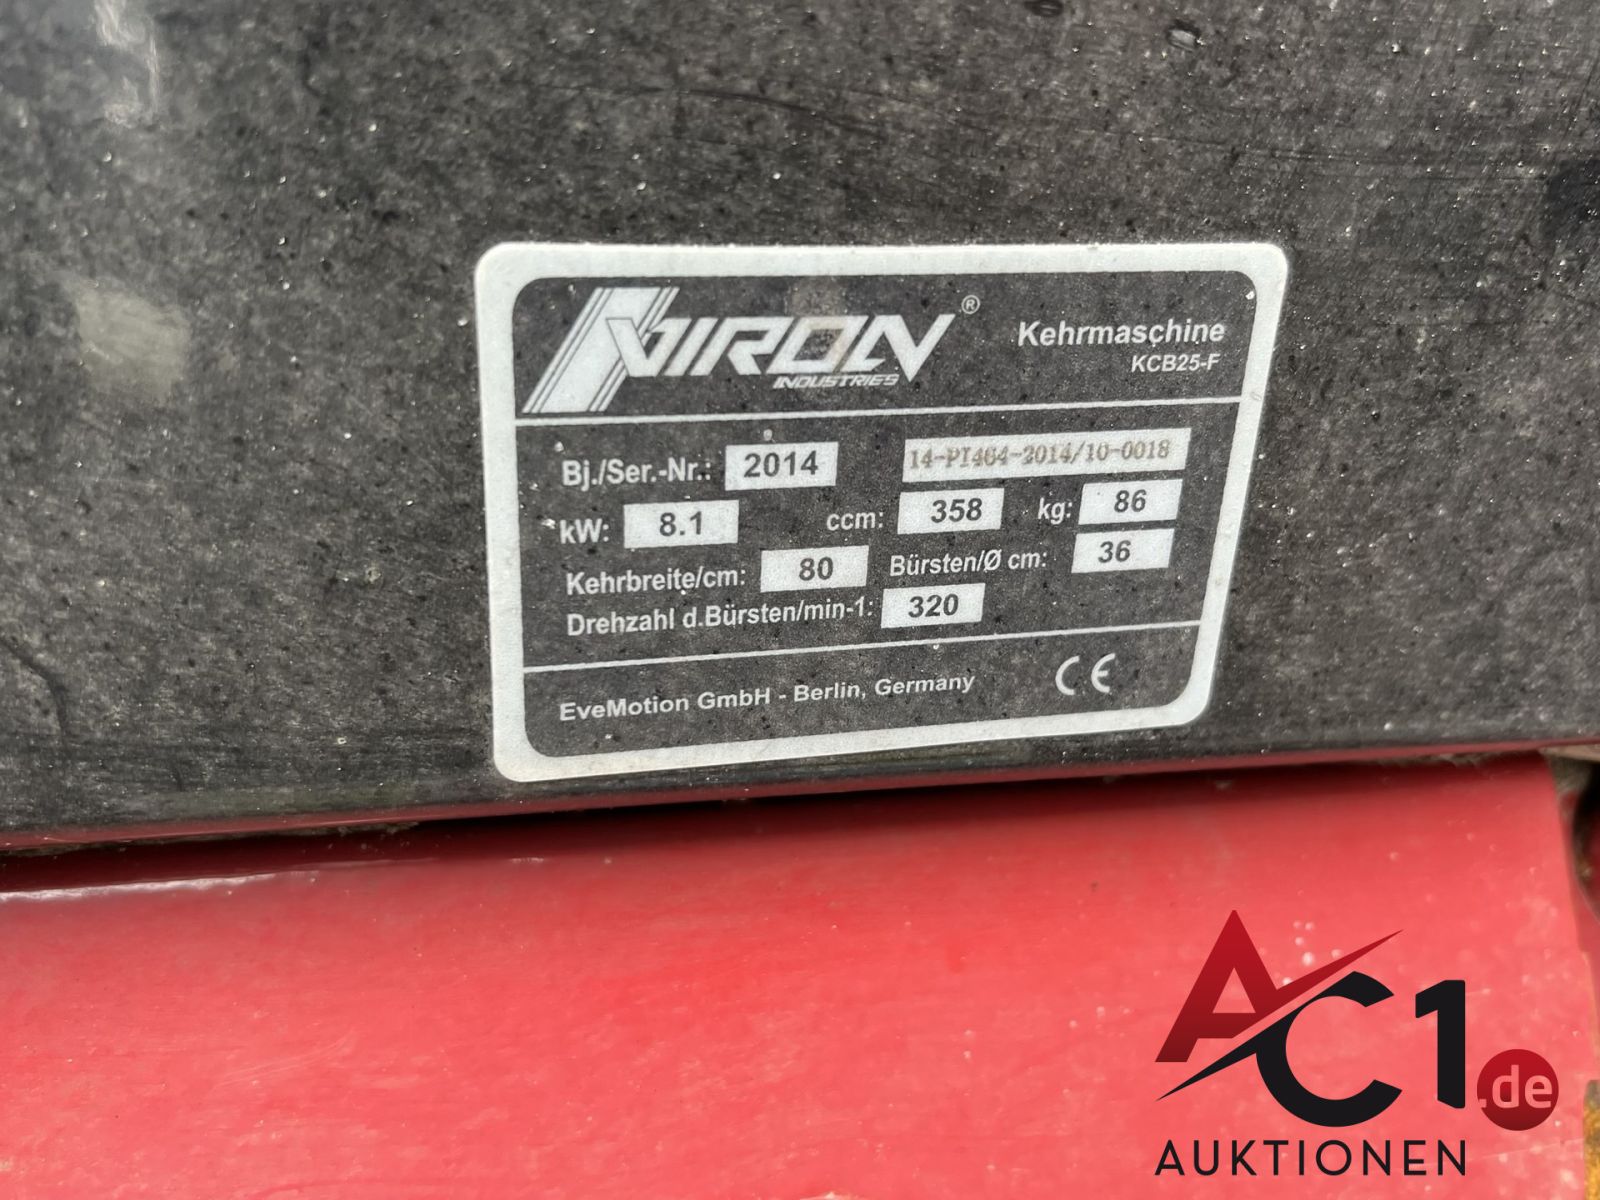 NIRON®
INDUSTRIES
Kehrmaschine
KCB25-F
Bj./Ser.-Nr.: 2014 14-PI464-2014/10-0018
kW: 8.1 ccm: 358 kg: 86
Kehrbreite/cm: 80 Bürsten/Ø cm: 36
Drehzahl d.Bürsten/min-1: 320
EveMotion GmbH - Berlin, Germany CE
AC1.de
AUKTIONEN